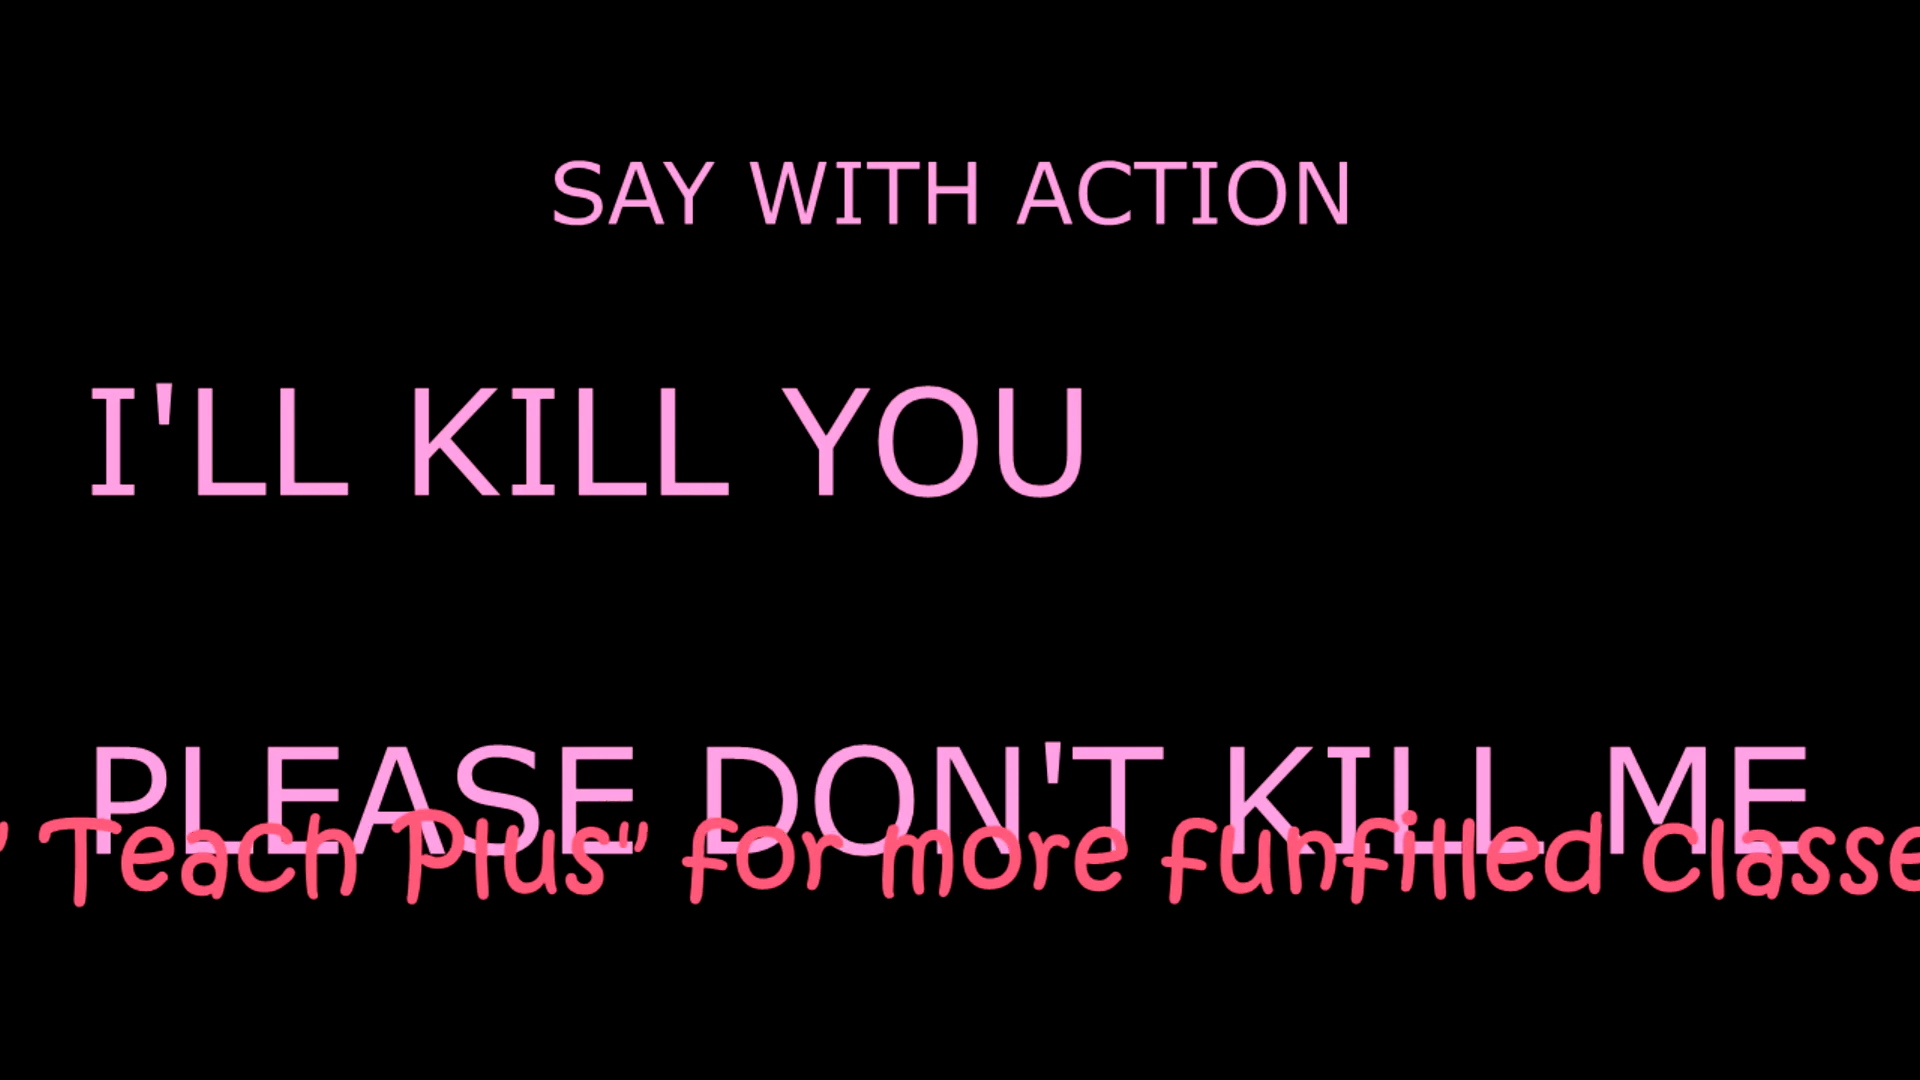 SAY WITH ACTION
I'LL KILL YOU
PLEASE DON'T KILL ME
" Teach Plus" for more funfilled classe